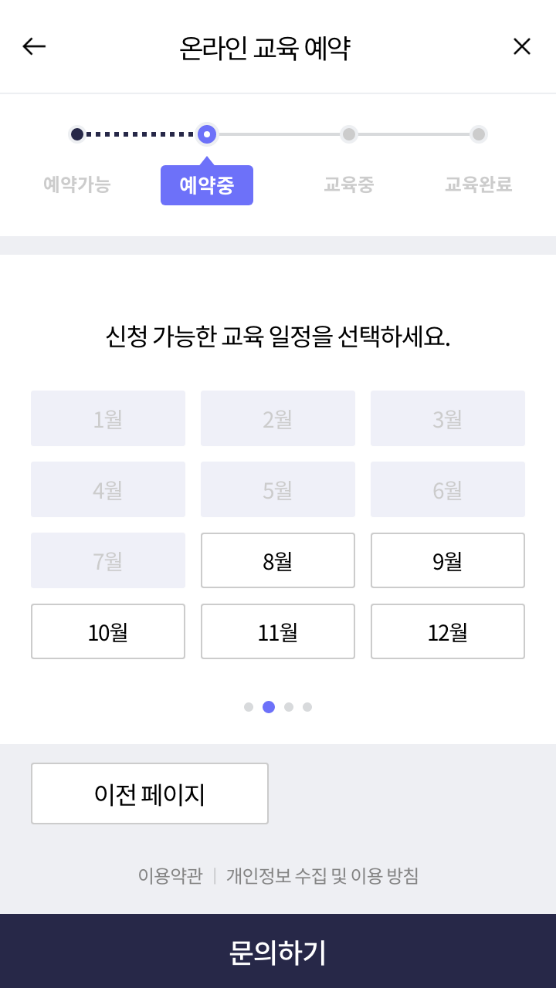 온라인 교육 예약
예약가능 예약중 교육중 교육완료
신청 가능한 교육 일정을 선택하세요.
1월 2월 3월
4월 5월 6월
7월 8월 9월
10월 11월 12월
이전 페이지
이용약관 개인정보 수집 및 이용 방침
문의하기